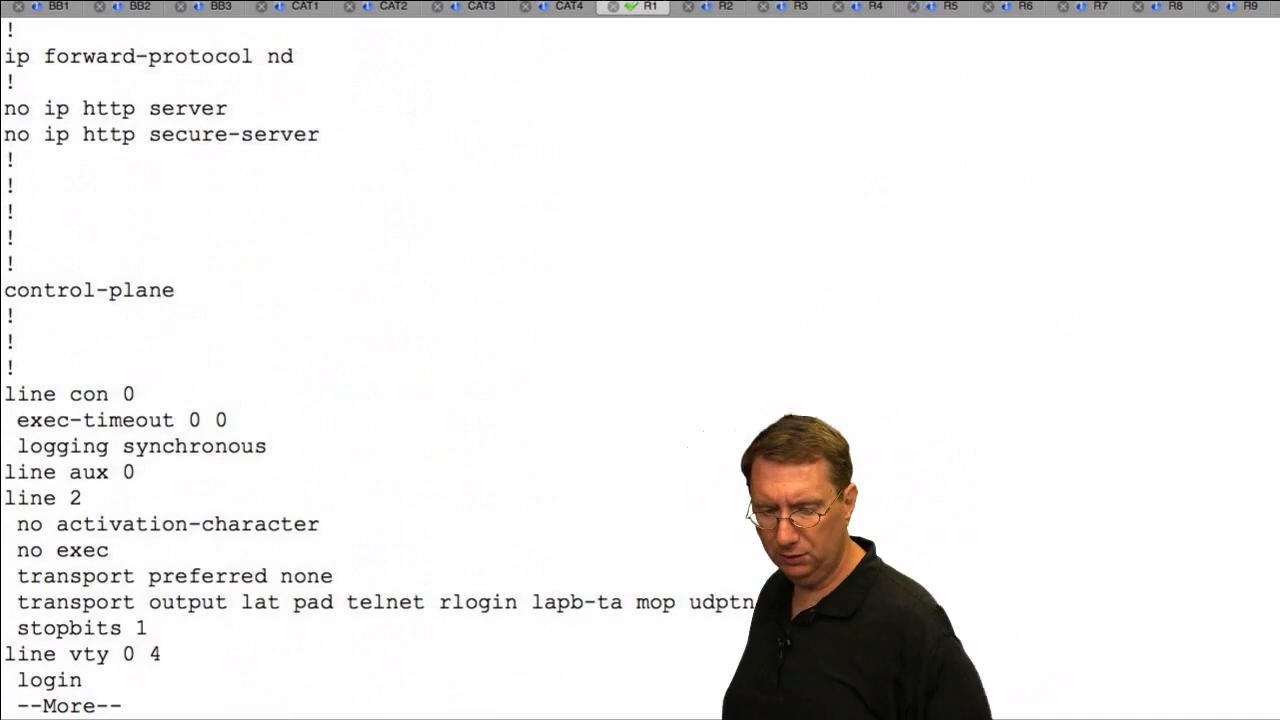 BB1 BB2 BB3 CAT1 CAT2 CAT3 CAT4 R1 R2 R3 R4 R5 R6 R7 R8 R9
!
ip forward-protocol nd
!
no ip http server
no ip http secure-server
!
!
!
!
!
control-plane
!
!
!
line con 0
exec-timeout 0 0
logging synchronous
line aux 0
line 2
no activation-character
no exec
transport preferred none
transport output lat pad telnet rlogin lapb-ta mop udptn
stopbits 1
line vty 0 4
login
--More--